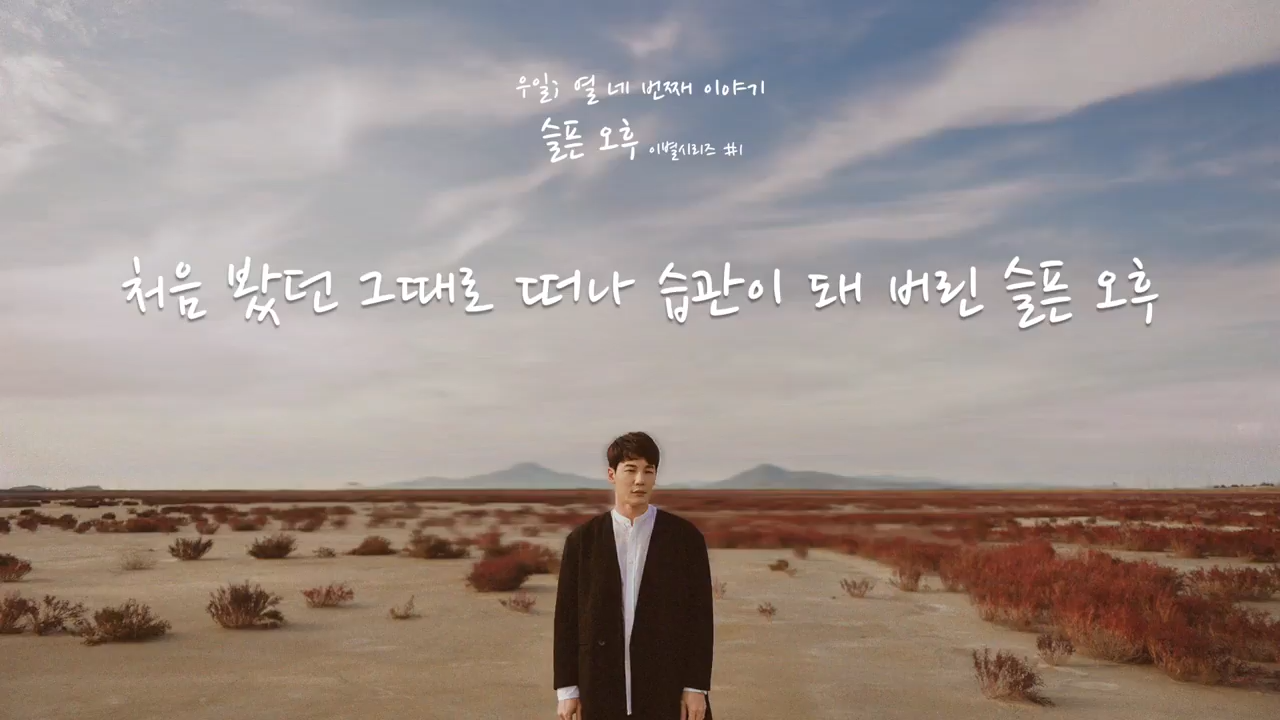 우일; 열 네 번째 이야기
슬픈 오후 이별시리즈 #1
처음 봤던 그때로 떠나 습관이 돼 버린 슬픈 오후